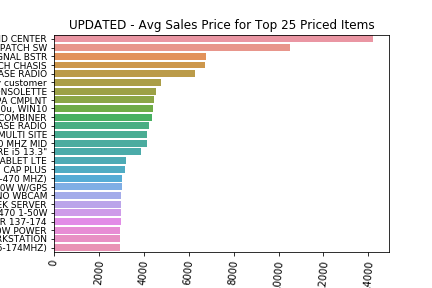 UPDATED - Avg Sales Price for Top 25 Priced Items
D CENTER
PATCH SW
GNAL BSTR
CH CHASIS
ASE RADIO
customer
NSOLETTE
PA CMPLNT
0u, WIN10
COMBINER
ASE RADIO
MULTI SITE
MHZ MID
RE i5 13.3"
ABLET LTE
CAP PLUS
-470 MHZ)
0W W/GPS
NO WBCAM
EK SERVER
470 1-50W
R 137-174
OW POWER
RKSTATION
-174MHZ)
0
2000
4000
6000
8000
0000
2000
4000